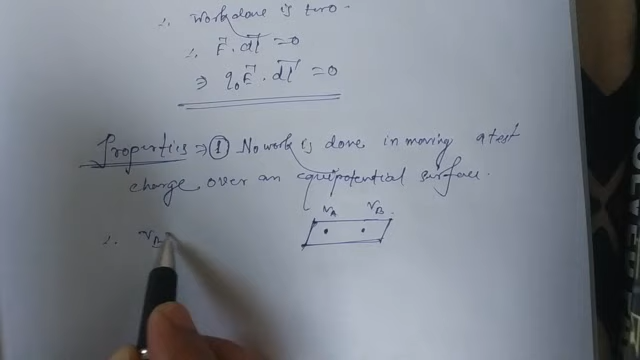 ∴ Workdone is zero.
∴ F⃗ . dl⃗ = 0
⇒ q₀E⃗ . dl⃗ = 0
Properties ⇒ ① No work is done in moving a test
charge over an equipotential surface.
V_A V_B
∴ V_B